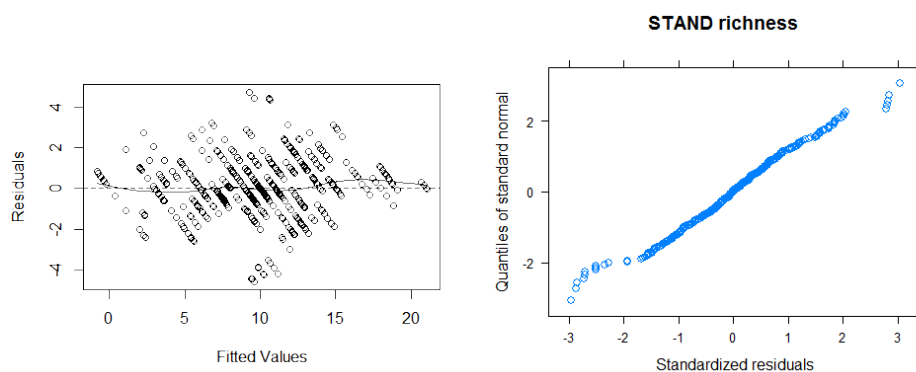 STAND richness
Residuals
4
2
0
-2
-4
0 5 10 15 20
Fitted Values
Quantiles of standard normal
2
0
-2
-3 -2 -1 0 1 2 3
Standardized residuals